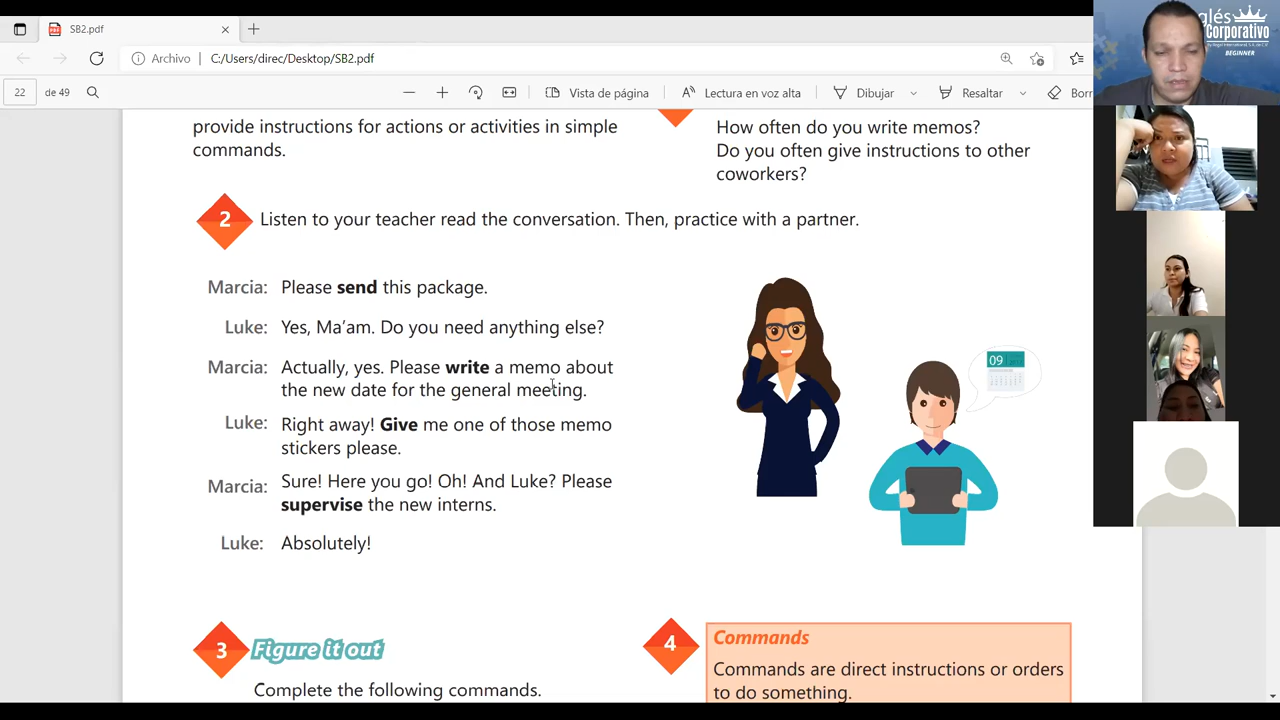 SB2.pdf
Archivo
C:/Users/direc/Desktop/SB2.pdf
22
de 49
Vista de página
Lectura en voz alta
Dibujar
Resaltar
Borr
glés
Corporativo
BEGINNER
provide instructions for actions or activities in simple
commands.
How often do you write memos?
Do you often give instructions to other
coworkers?
2
Listen to your teacher read the conversation. Then, practice with a partner.
Marcia: Please send this package.
Luke: Yes, Ma’am. Do you need anything else?
Marcia: Actually, yes. Please write a memo about
the new date for the general meeting.
Luke: Right away! Give me one of those memo
stickers please.
Marcia: Sure! Here you go! Oh! And Luke? Please
supervise the new interns.
Luke: Absolutely!
09
3
Figure it out
Complete the following commands.
4
Commands
Commands are direct instructions or orders
to do something.